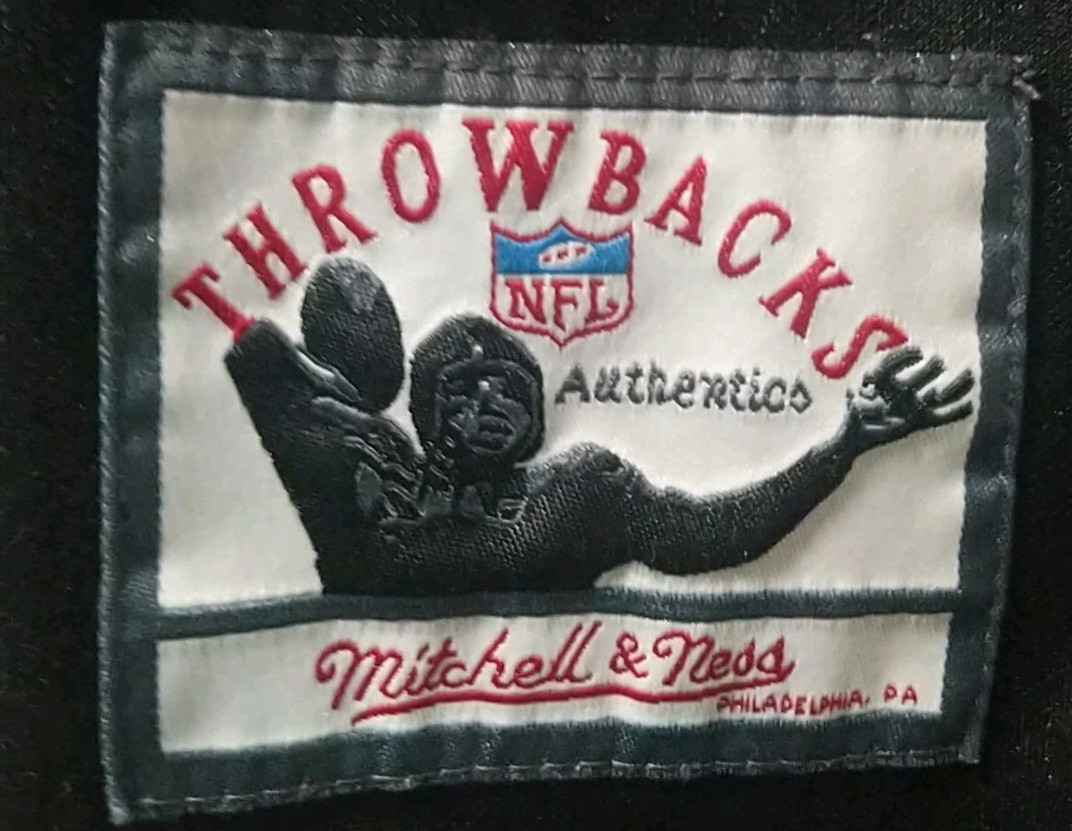 THROWBACKS
NFL
Authentics
Mitchell & Ness
PHILADELPHIA, PA